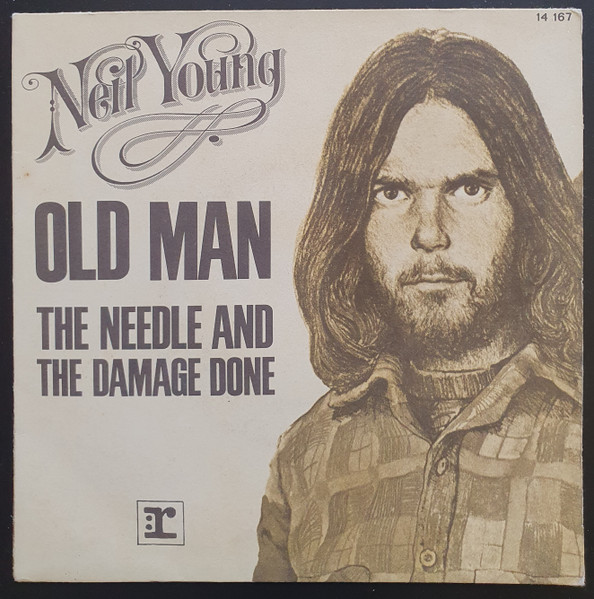 14 167
Neil Young
OLD MAN
THE NEEDLE AND
THE DAMAGE DONE
:r